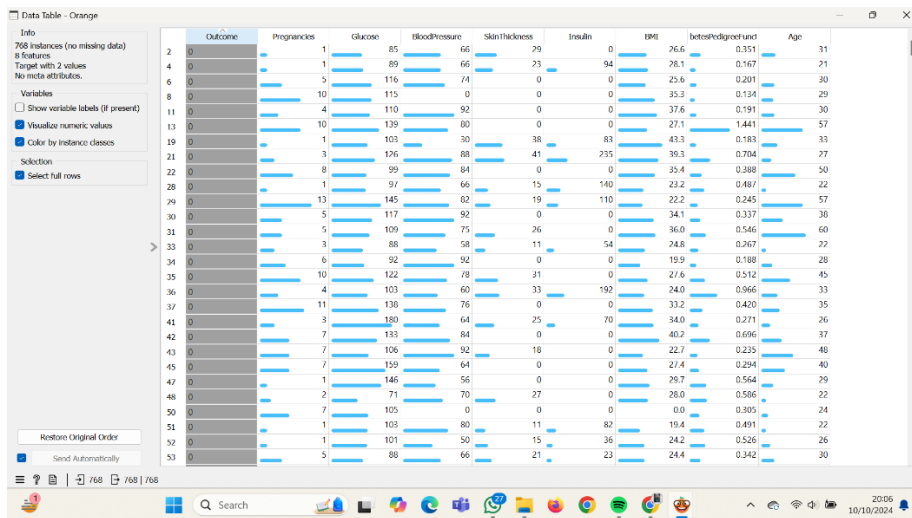 Data Table - Orange
Info
768 instances (no missing data)
8 features
Target with 2 values
No meta attributes.
Variables
Show variable labels (if present)
Visualize numeric values
Color by instance classes
Selection
Select full rows
Restore Original Order
Send Automatically
Outcome Pregnancies Glucose BloodPressure SkinThickness Insulin BMI betesPedigreeFund Age
2 0 1 85 66 29 0 26.6 0.351 31
4 0 1 89 66 23 94 28.1 0.167 21
6 0 5 116 74 0 0 25.6 0.201 30
8 0 10 115 0 0 0 35.3 0.134 29
11 0 4 110 92 0 0 37.6 0.191 30
13 0 10 139 80 0 0 27.1 1.441 57
19 0 1 103 30 38 83 43.3 0.183 33
21 0 3 126 88 41 235 39.3 0.704 27
22 0 8 99 84 0 0 35.4 0.388 50
28 0 1 97 66 15 140 23.2 0.487 22
29 0 13 145 82 19 110 22.2 0.245 57
30 0 5 117 92 0 0 34.1 0.337 38
31 0 5 109 75 26 0 36.0 0.546 60
33 0 3 88 58 11 54 24.8 0.267 22
34 0 6 92 92 0 0 19.9 0.188 28
35 0 10 122 78 31 0 27.6 0.512 45
36 0 4 103 60 33 192 24.0 0.966 33
37 0 11 138 76 0 0 33.2 0.420 35
41 0 3 180 64 25 70 34.0 0.271 26
42 0 7 133 84 0 0 40.2 0.696 37
43 0 7 106 92 18 0 22.7 0.235 48
45 0 7 159 64 0 0 27.4 0.294 40
47 0 1 146 56 0 0 29.7 0.564 29
48 0 2 71 70 27 0 28.0 0.586 22
50 0 7 105 0 0 0 0.0 0.305 24
51 0 1 103 80 11 82 19.4 0.491 22
52 0 1 101 50 15 36 24.2 0.526 26
53 0 5 88 66 21 23 24.4 0.342 30
768 768 | 768
Search
27
20:06
10/10/2024